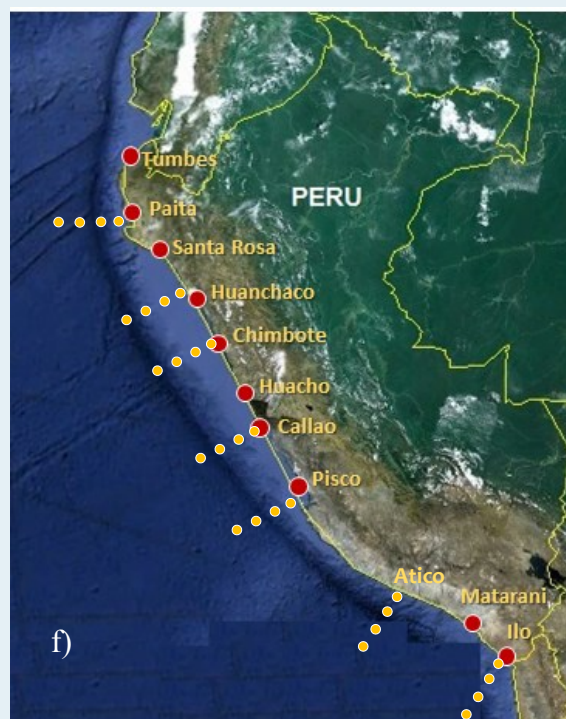 Tumbes
PERU
Paita
Santa Rosa
Huanchaco
Chimbote
Huacho
Callao
Pisco
Atico
Matarani
Ilo
f)